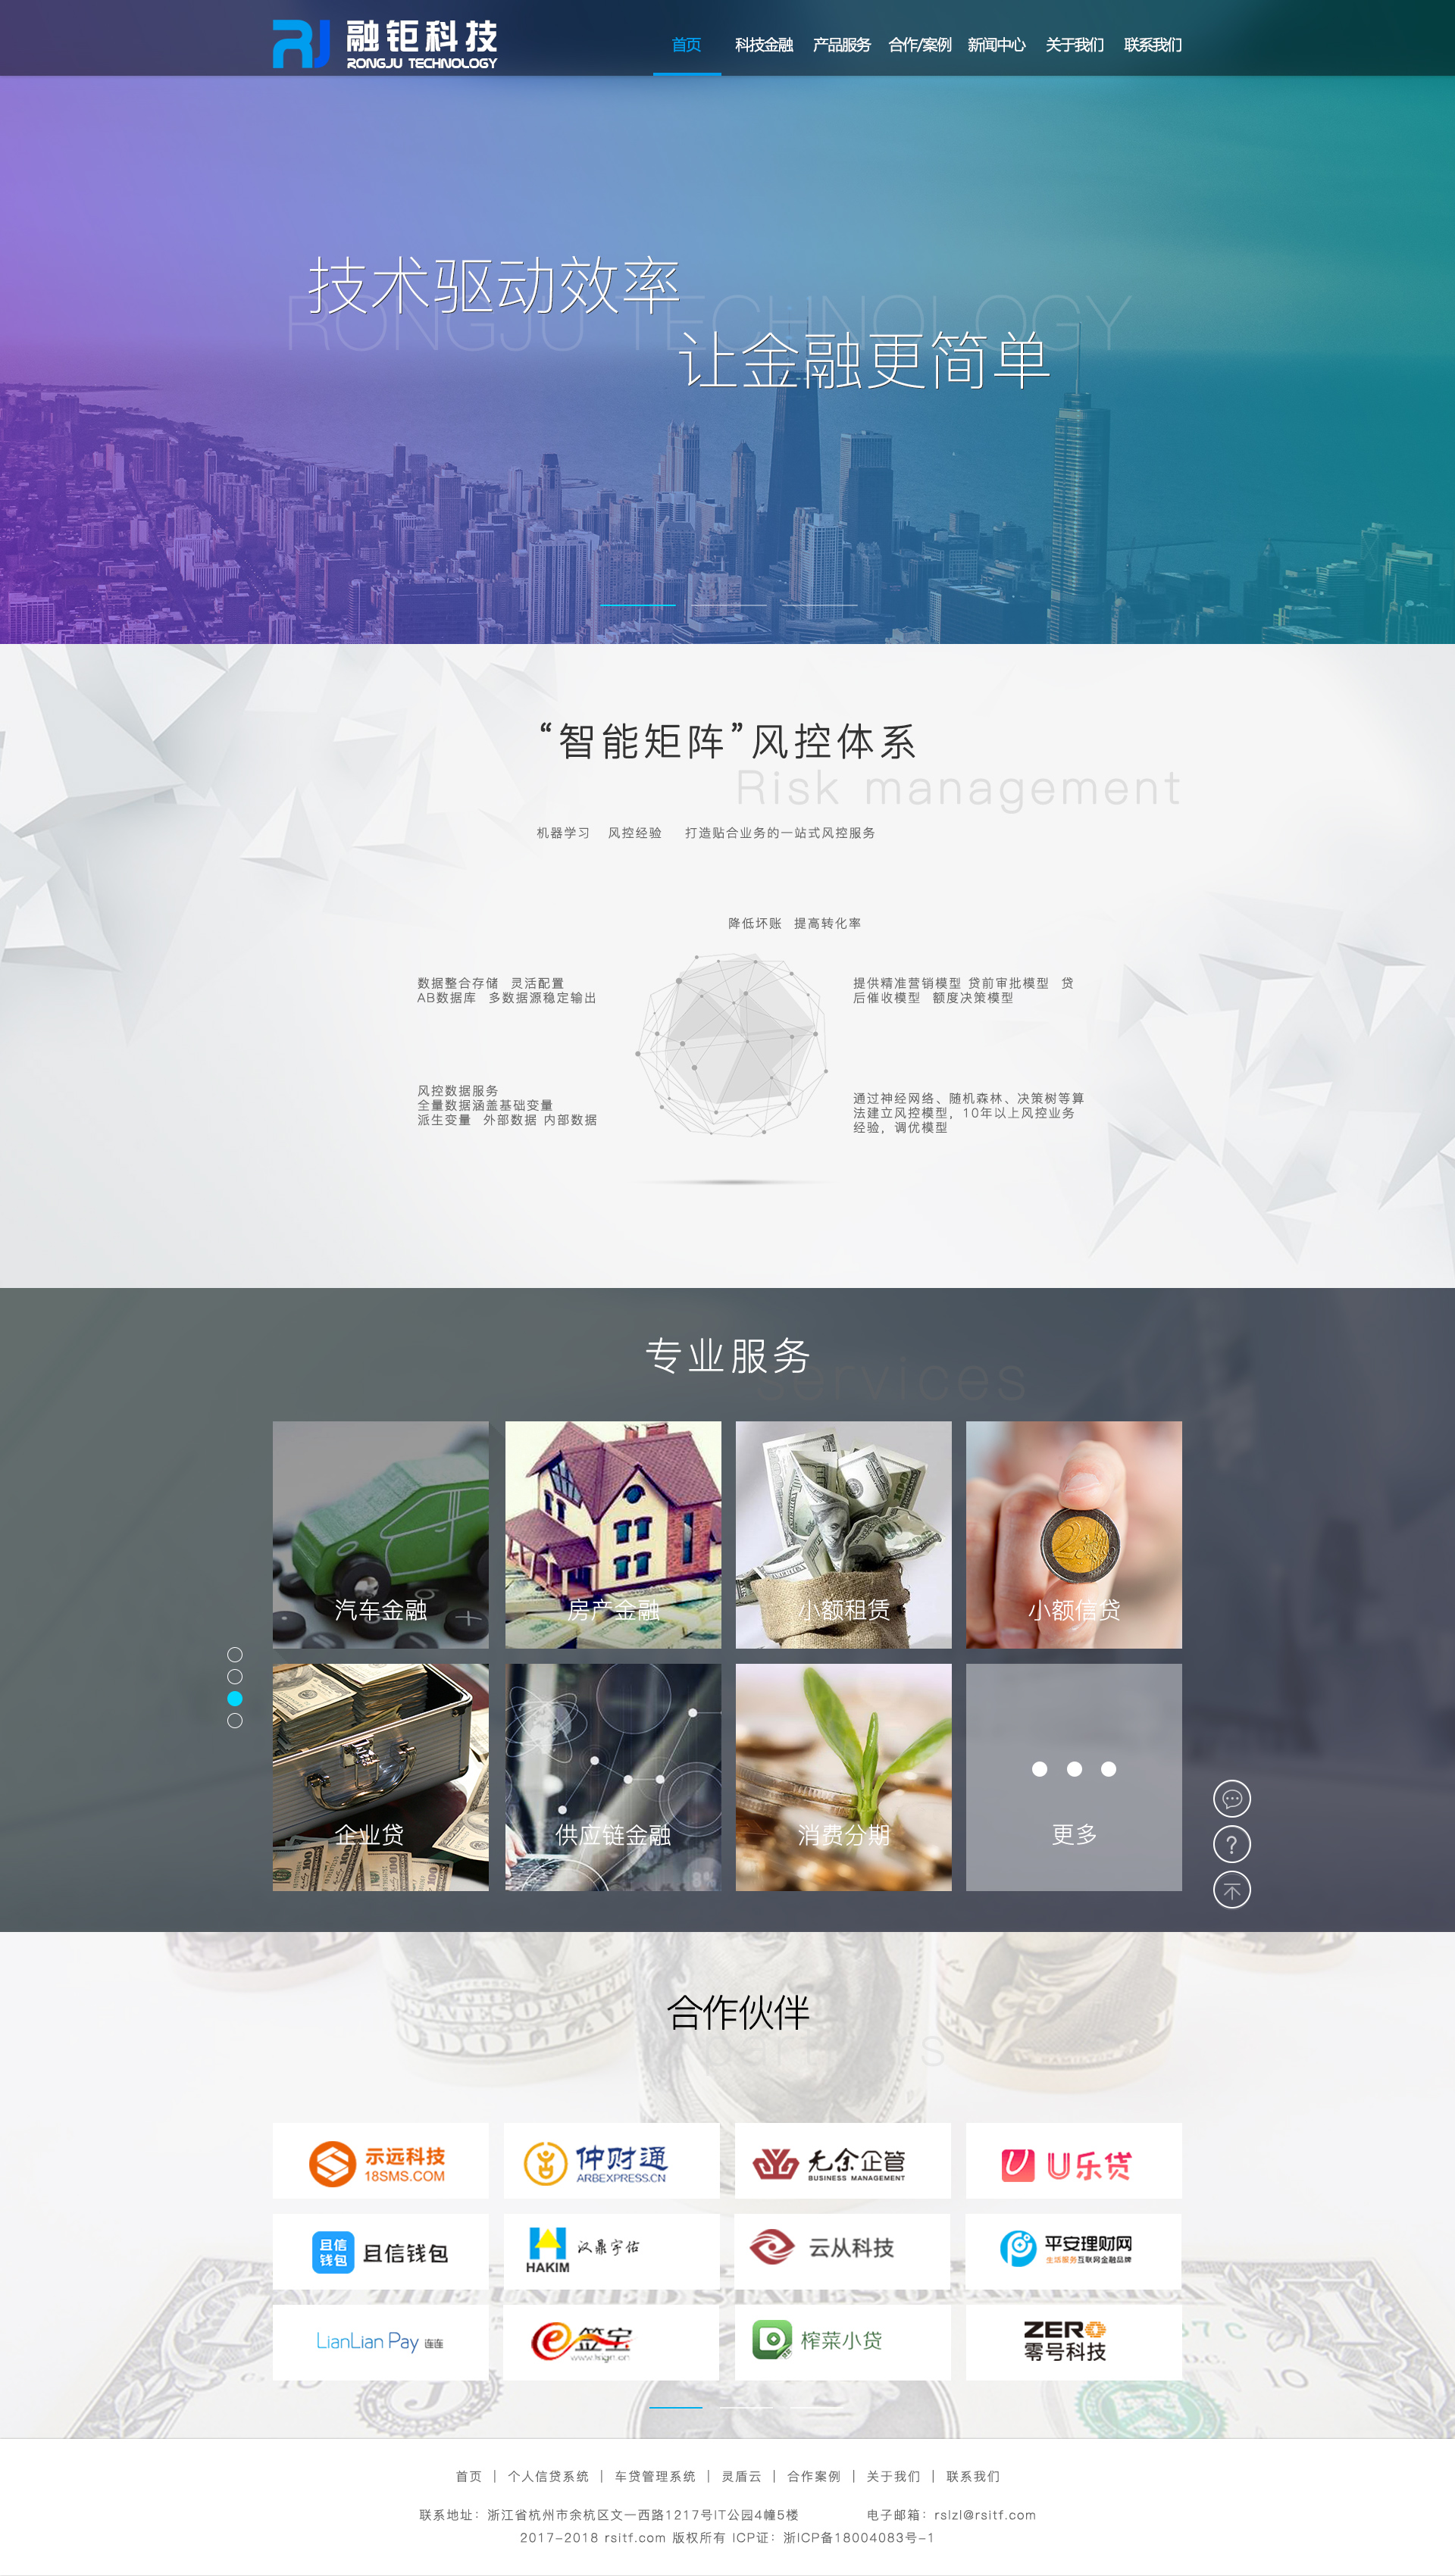 融钜科技
RONGJU TECHNOLOGY
首页 科技金融 产品服务 合作/案例 新闻中心 关于我们 联系我们
技术驱动效率
RONGJU TECHNOLOGY
让金融更简单
“智能矩阵”风控体系
Risk management
机器学习 风控经验 打造贴合业务的一站式风控服务
降低坏账 提高转化率
数据整合存储 灵活配置
AB数据库 多数据源稳定输出
提供精准营销模型 贷前审批模型 贷
后催收模型 额度决策模型
风控数据服务
全量数据涵盖基础变量
派生变量 外部数据 内部数据
通过神经网络、随机森林、决策树等算
法建立风控模型，10年以上风控业务
经验，调优模型
专业服务
services
汽车金融 房产金融 小额租赁 小额信贷
企业贷 供应链金融 消费分期 更多
合作伙伴
示远科技
18SMS.COM
仲财通
ARBEXPRESS.CN
无余企管
BUSINESS MANAGEMENT
U乐贷
且信
钱包
且信钱包
HAKIM
汉鼎宇佑
云从科技
平安理财网
生活服务互联网金融品牌
LianLian Pay 连连
e签宝
榨菜小贷
ZERO
零号科技
首页 | 个人信贷系统 | 车贷管理系统 | 灵盾云 | 合作案例 | 关于我们 | 联系我们
联系地址：浙江省杭州市余杭区文一西路1217号IT公园4幢5楼 电子邮箱：rslzl@rsitf.com
2017-2018 rsitf.com 版权所有 ICP证：浙ICP备18004083号-1